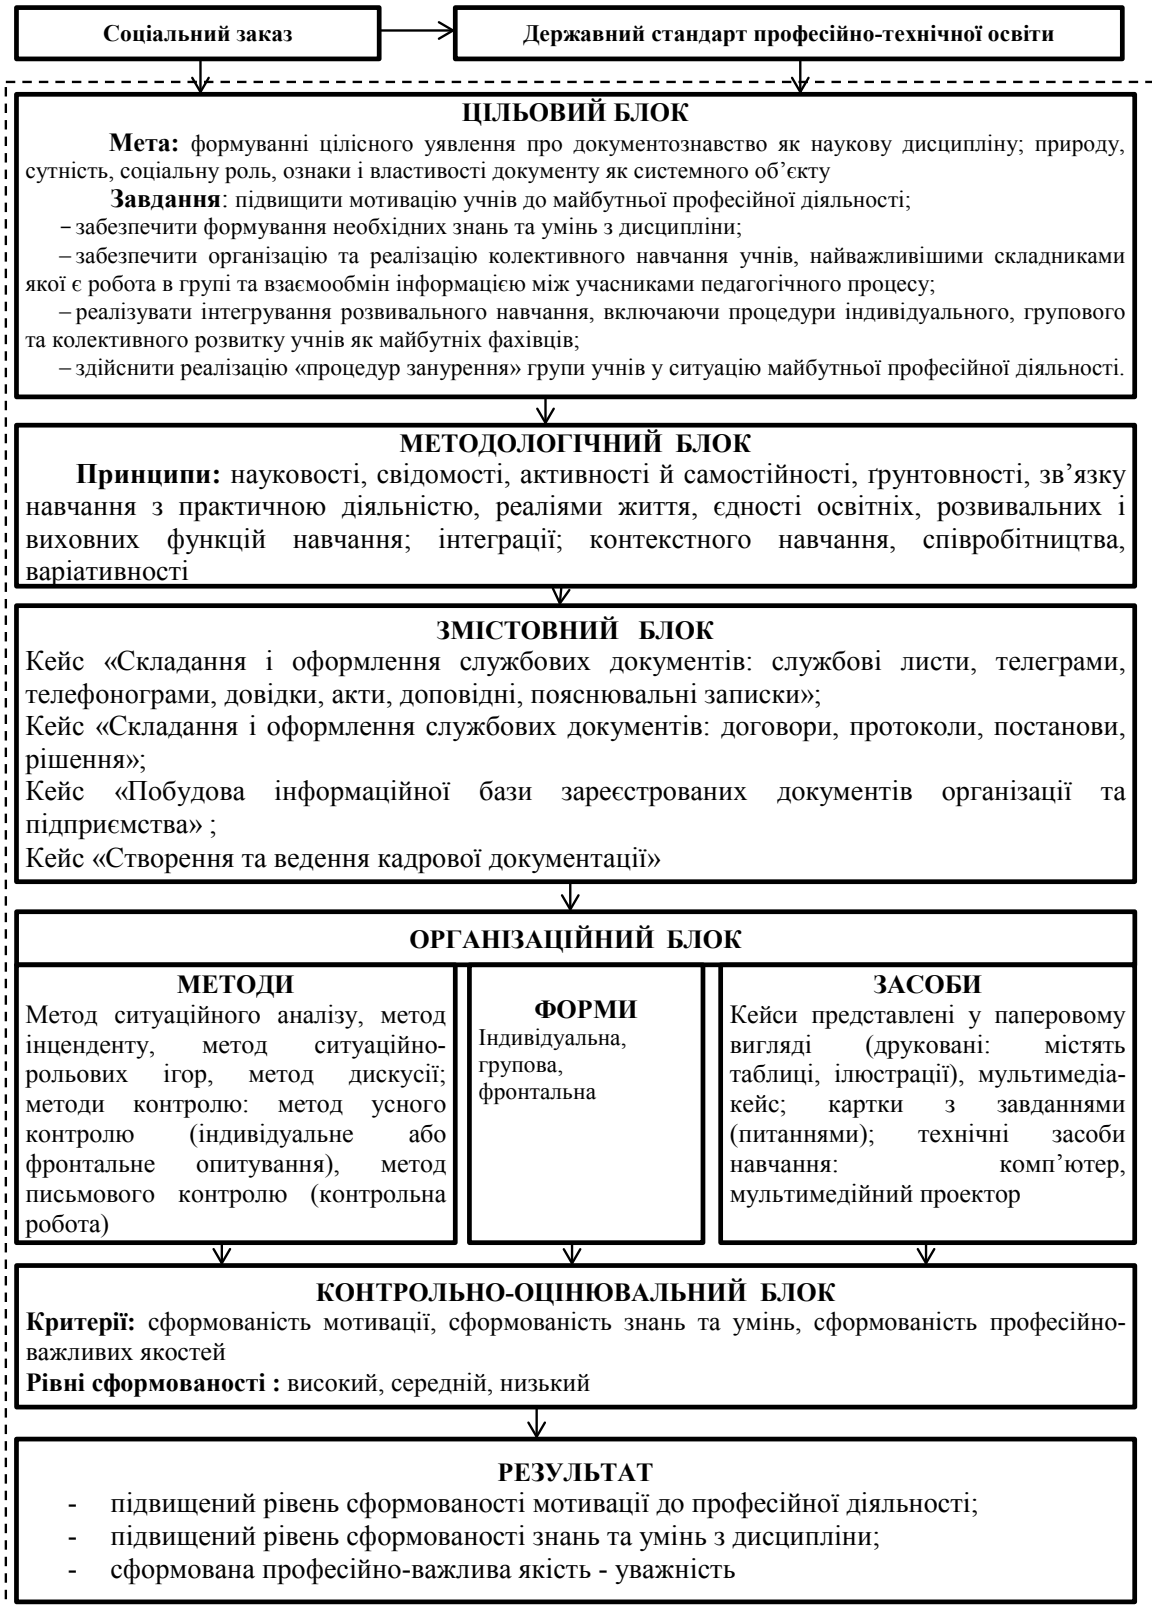 Соціальний заказ
Державний стандарт професійно-технічної освіти
ЦІЛЬОВИЙ БЛОК
Мета: формуванні цілісного уявлення про документознавство як наукову дисципліну; природу,
сутність, соціальну роль, ознаки і властивості документу як системного об’єкту
Завдання: підвищити мотивацію учнів до майбутньої професійної діяльності;
– забезпечити формування необхідних знань та умінь з дисципліни;
– забезпечити організацію та реалізацію колективного навчання учнів, найважливішими складниками
якої є робота в групі та взаємообмін інформацією між учасниками педагогічного процесу;
– реалізувати інтегрування розвивального навчання, включаючи процедури індивідуального, групового
та колективного розвитку учнів як майбутніх фахівців;
– здійснити реалізацію «процедур занурення» групи учнів у ситуацію майбутньої професійної діяльності.
МЕТОДОЛОГІЧНИЙ БЛОК
Принципи: науковості, свідомості, активності й самостійності, ґрунтовності, зв’язку
навчання з практичною діяльністю, реаліями життя, єдності освітніх, розвивальних і
виховних функцій навчання; інтеграції; контекстного навчання, співробітництва,
варіативності
ЗМІСТОВНИЙ БЛОК
Кейс «Складання і оформлення службових документів: службові листи, телеграми,
телефонограми, довідки, акти, доповідні, пояснювальні записки»;
Кейс «Складання і оформлення службових документів: договори, протоколи, постанови,
рішення»;
Кейс «Побудова інформаційної бази зареєстрованих документів організації та
підприємства» ;
Кейс «Створення та ведення кадрової документації»
ОРГАНІЗАЦІЙНИЙ БЛОК
МЕТОДИ
Метод ситуаційного аналізу, метод
інценденту, метод ситуаційно-
рольових ігор, метод дискусії;
методи контролю: метод усного
контролю (індивідуальне або
фронтальне опитування), метод
письмового контролю (контрольна
робота)
ФОРМИ
Індивідуальна,
групова,
фронтальна
ЗАСОБИ
Кейси представлені у паперовому
вигляді (друковані: містять
таблиці, ілюстрації), мультимедіа-
кейс; картки з завданнями
(питаннями); технічні засоби
навчання: комп’ютер,
мультимедійний проектор
КОНТРОЛЬНО-ОЦІНЮВАЛЬНИЙ БЛОК
Критерії: сформованість мотивації, сформованість знань та умінь, сформованість професійно-
важливих якостей
Рівні сформованості : високий, середній, низький
РЕЗУЛЬТАТ
- підвищений рівень сформованості мотивації до професійної діяльності;
- підвищений рівень сформованості знань та умінь з дисципліни;
- сформована професійно-важлива якість - уважність